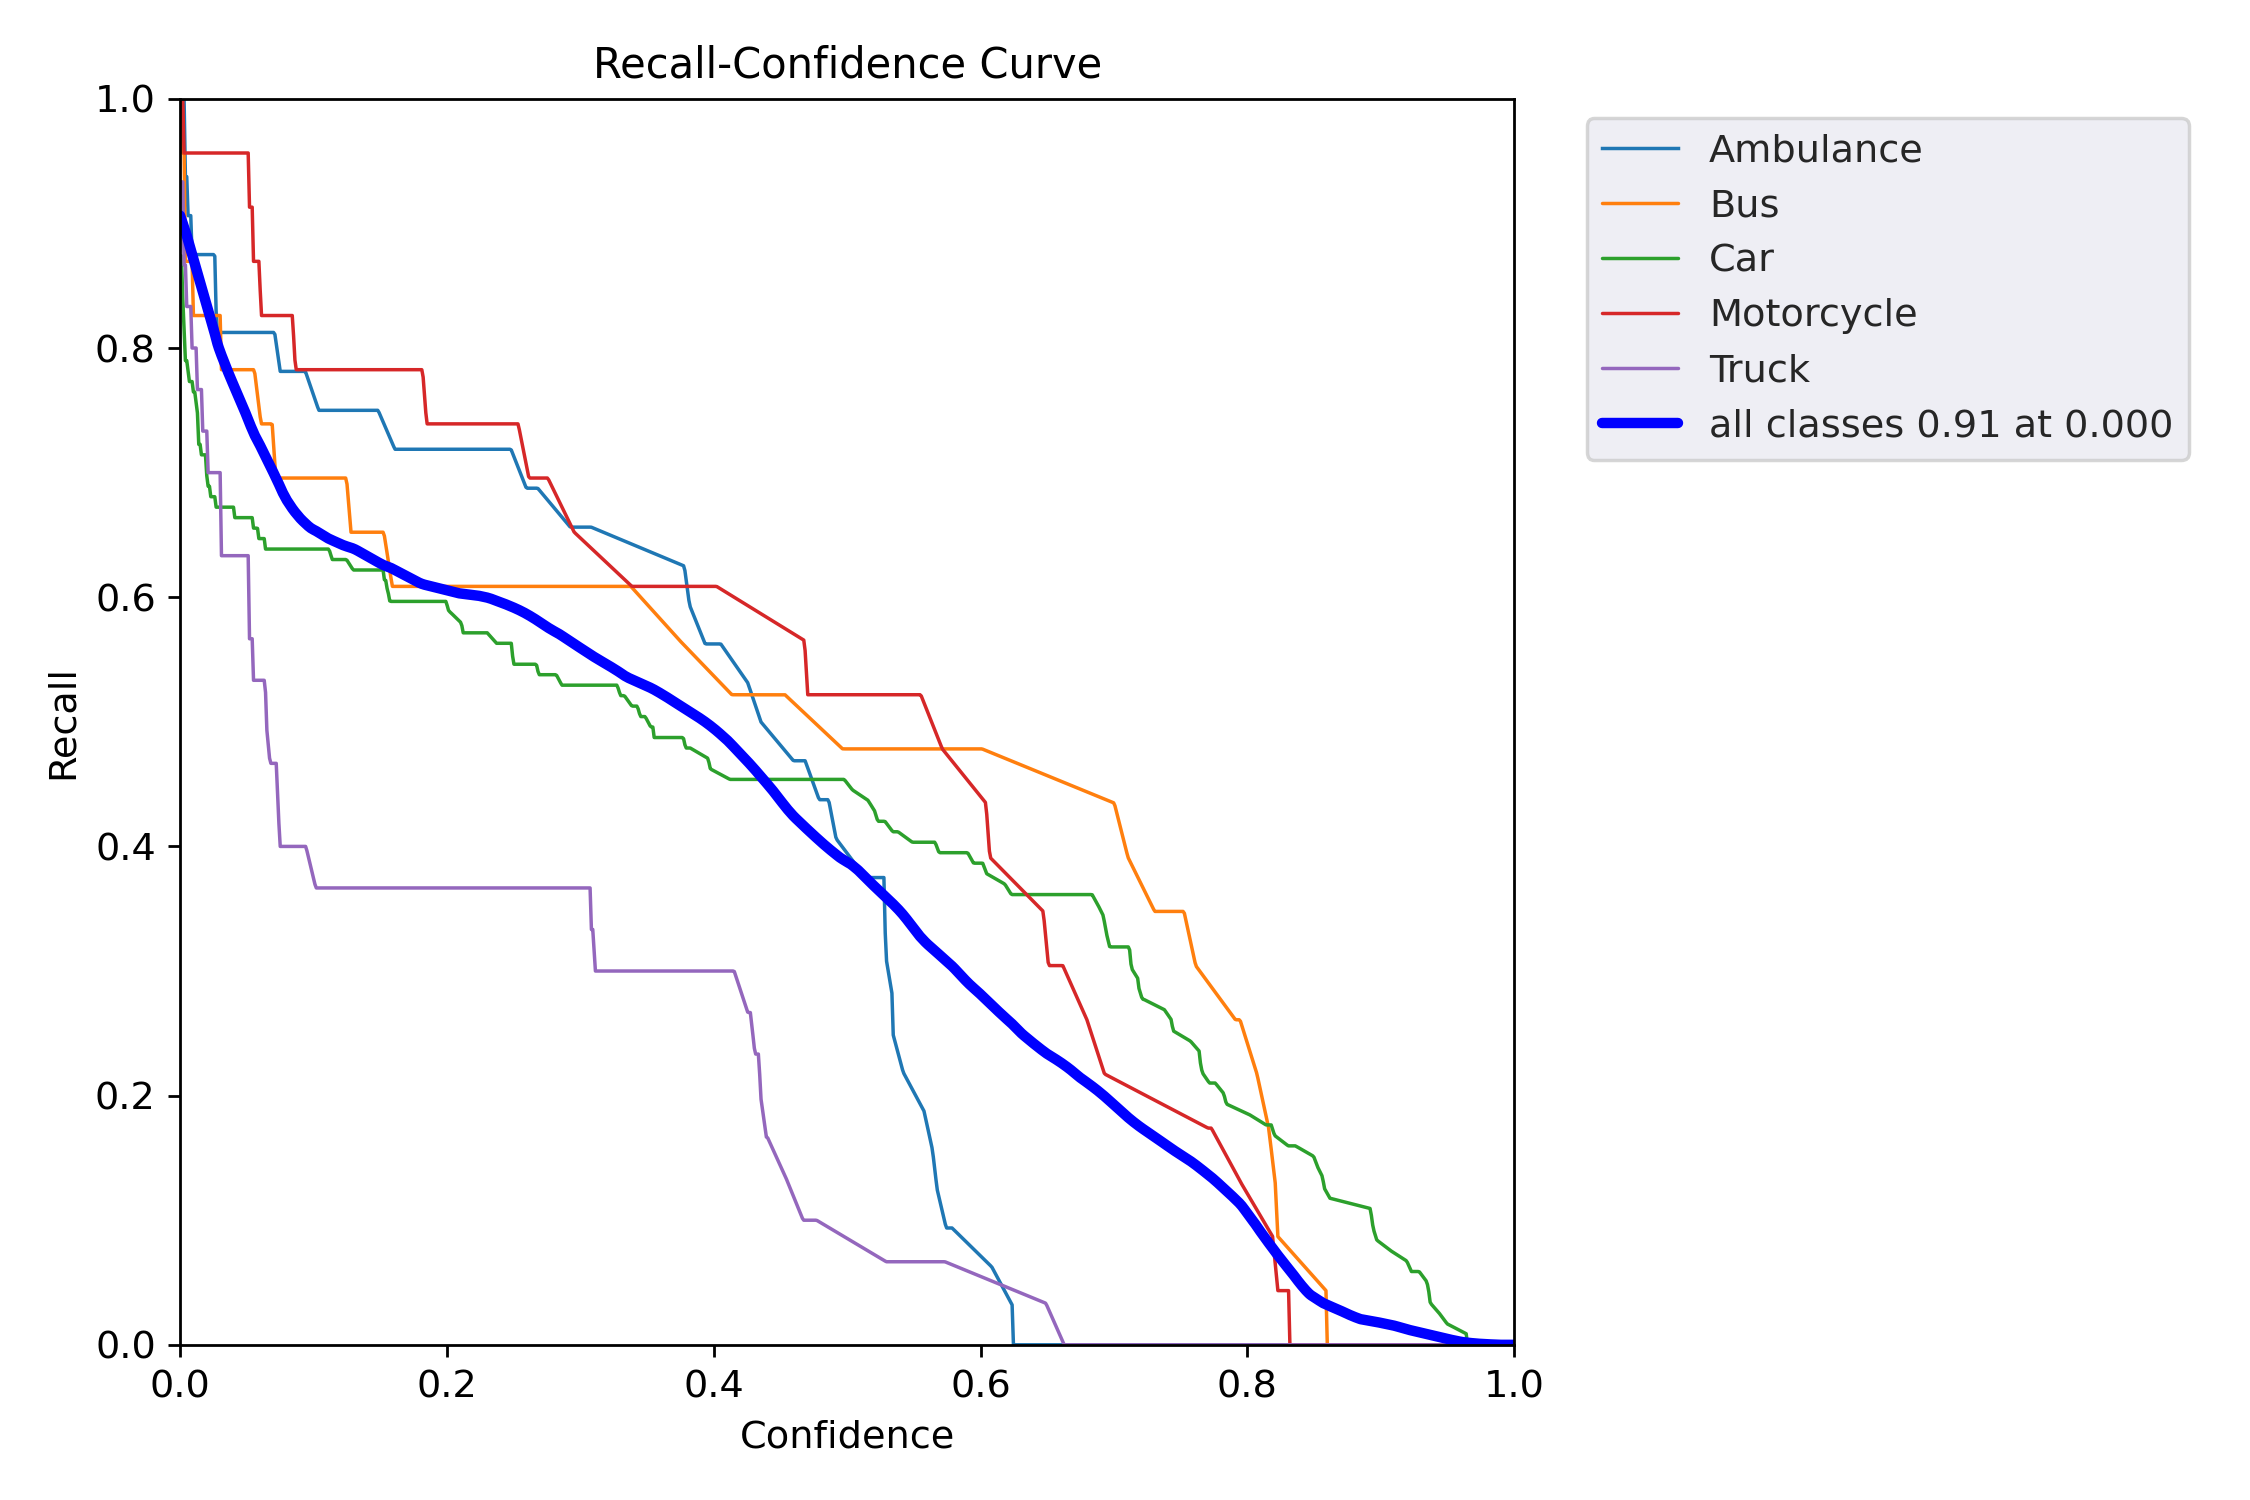 Recall-Confidence Curve
1.0
0.8
0.6
0.4
0.2
0.0
Recall
0.0 0.2 0.4 0.6 0.8 1.0
Confidence
Ambulance
Bus
Car
Motorcycle
Truck
all classes 0.91 at 0.000